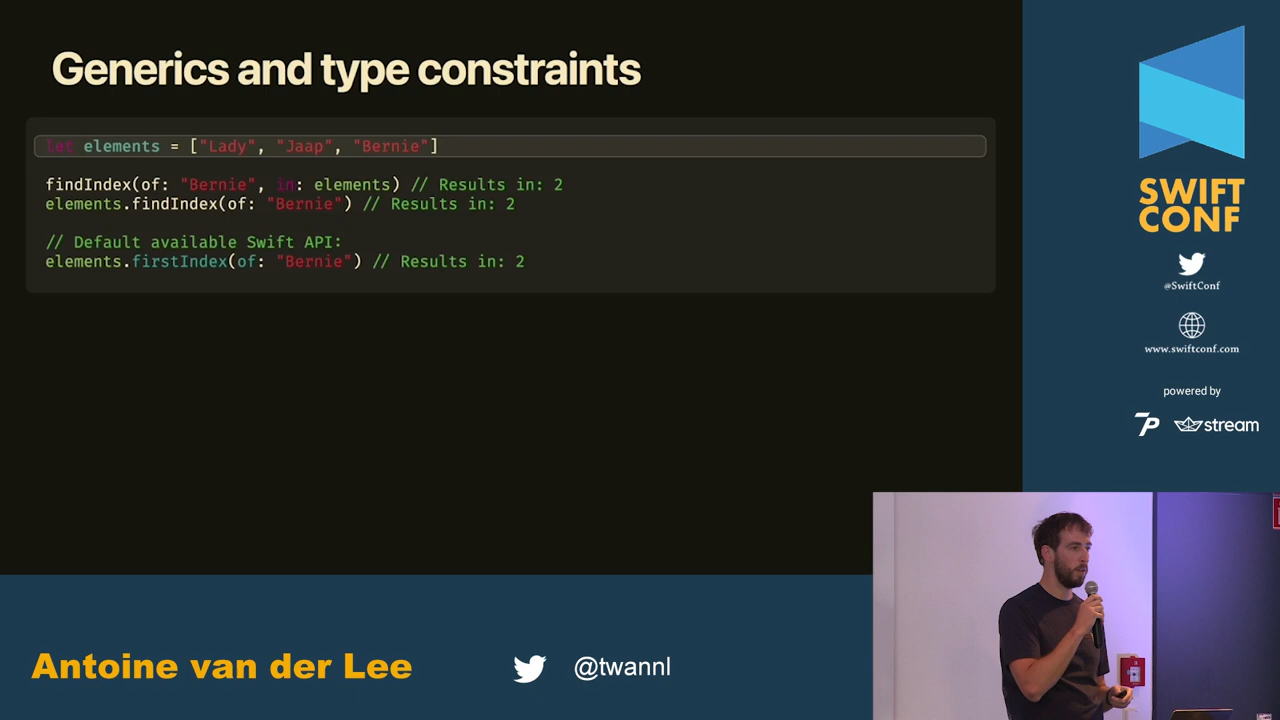 Generics and type constraints
let elements = ["Lady", "Jaap", "Bernie"]
findIndex(of: "Bernie", in: elements) // Results in: 2
elements.findIndex(of: "Bernie") // Results in: 2
// Default available Swift API:
elements.firstIndex(of: "Bernie") // Results in: 2
SWIFT
CONF
@SwiftConf
www.swiftconf.com
powered by
7P stream
Antoine van der Lee
@twannl